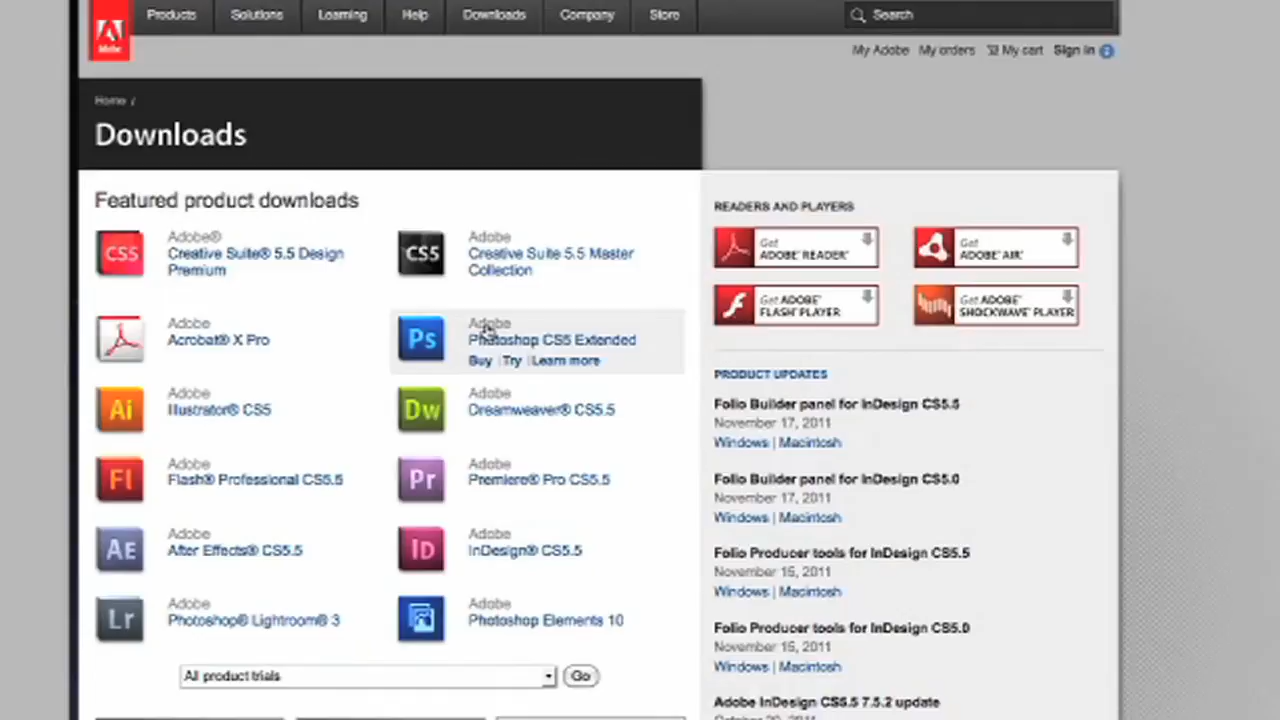 Products
Solutions
Learning
Help
Downloads
Company
Store
Search
Adobe
My Adobe
My orders
My cart
Sign in
Home /
Downloads
Featured product downloads
CS5
Adobe®
Creative Suite® 5.5 Design
Premium
CS5
Adobe
Creative Suite 5.5 Master
Collection
Adobe
Acrobat® X Pro
Ps
Adobe
Photoshop CS5 Extended
Buy | Try | Learn more
Ai
Adobe
Illustrator® CS5
Dw
Adobe
Dreamweaver® CS5.5
Fl
Adobe
Flash® Professional CS5.5
Pr
Adobe
Premiere® Pro CS5.5
AE
Adobe
After Effects® CS5.5
ID
Adobe
InDesign® CS5.5
Lr
Adobe
Photoshop® Lightroom® 3
Adobe
Photoshop Elements 10
All product trials
Go
READERS AND PLAYERS
Get
ADOBE® READER®
Get
ADOBE® AIR®
Get ADOBE®
FLASH® PLAYER
Get ADOBE®
SHOCKWAVE® PLAYER
PRODUCT UPDATES
Folio Builder panel for InDesign CS5.5
November 17, 2011
Windows | Macintosh
Folio Builder panel for InDesign CS5.0
November 17, 2011
Windows | Macintosh
Folio Producer tools for InDesign CS5.5
November 15, 2011
Windows | Macintosh
Folio Producer tools for InDesign CS5.0
November 15, 2011
Windows | Macintosh
Adobe InDesign CS5.5 7.5.2 update